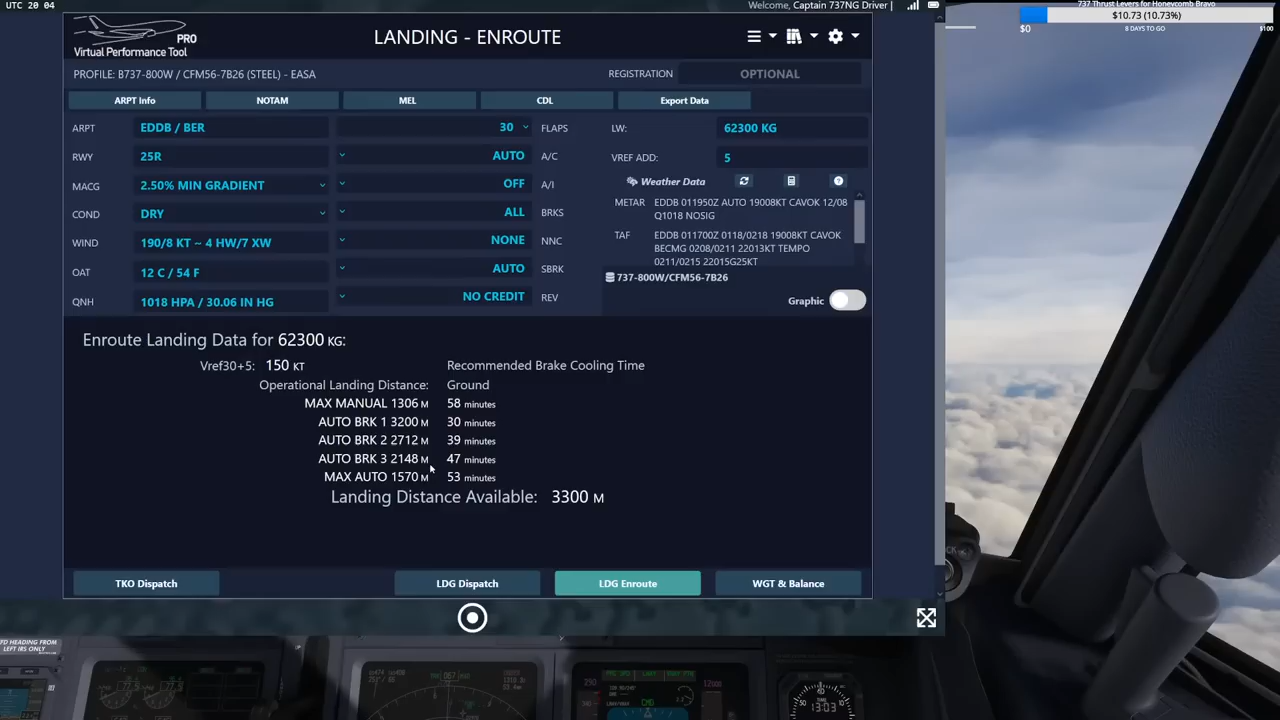 UTC 20 04
Welcome, Captain 737NG Driver |
737 Thrust Levers for Honeycomb Bravo
$10.73 (10.73%)
$0
8 DAYS TO GO
$100
PRO
Virtual Performance Tool
LANDING - ENROUTE
PROFILE: B737-800W / CFM56-7B26 (STEEL) - EASA
REGISTRATION
OPTIONAL
ARPT Info
NOTAM
MEL
CDL
Export Data
ARPT
EDDB / BER
30
FLAPS
LW:
62300 KG
RWY
25R
AUTO
A/C
VREF ADD:
5
MACG
2.50% MIN GRADIENT
OFF
A/I
Weather Data
COND
DRY
ALL
BRKS
METAR
EDDB 011950Z AUTO 19008KT CAVOK 12/08
Q1018 NOSIG
WIND
190/8 KT ~ 4 HW/7 XW
NONE
NNC
TAF
EDDB 011700Z 0118/0218 19008KT CAVOK
BECMG 0208/0211 22013KT TEMPO
0211/0215 22015G25KT
OAT
12 C / 54 F
AUTO
SBRK
737-800W/CFM56-7B26
QNH
1018 HPA / 30.06 IN HG
NO CREDIT
REV
Graphic
Enroute Landing Data for 62300 KG:
Vref30+5: 150 KT
Recommended Brake Cooling Time
Operational Landing Distance:
Ground
MAX MANUAL 1306 M
58 minutes
AUTO BRK 1 3200 M
30 minutes
AUTO BRK 2 2712 M
39 minutes
AUTO BRK 3 2148 M
47 minutes
MAX AUTO 1570 M
53 minutes
Landing Distance Available: 3300 M
TKO Dispatch
LDG Dispatch
LDG Enroute
WGT & Balance
FD HEADING FROM
LEFT IRS ONLY
CMD
13:03